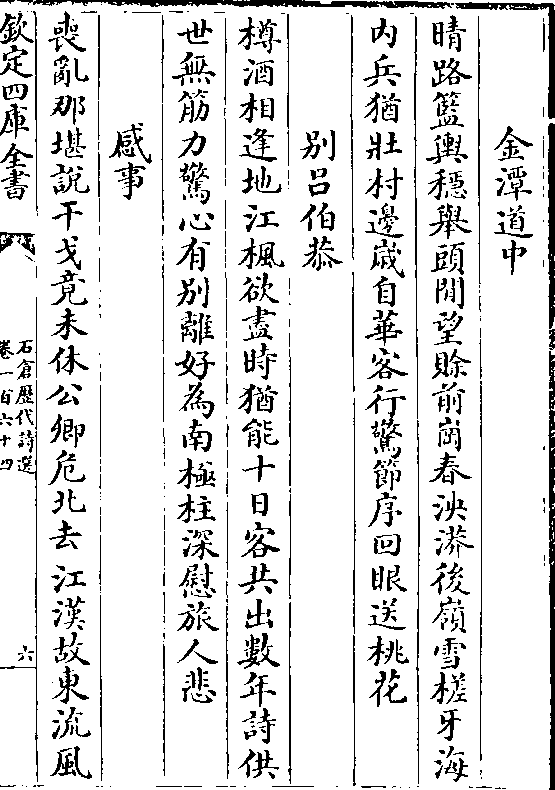 金潭道中
晴路籃輿穩舉頭閒望賖前岡春泱漭後嶺雪槎牙海
内兵猶壯村邊歲自華客行驚節序回眼送桃花
别吕伯恭
樽酒相逢地江楓欲盡時猶能十日客共出數年詩供
世無筋力驚心有别離好為南極柱深慰旅人悲
感事
喪亂那堪說干戈竟未休公卿危北去江漢故東流風
欽定四庫全書
石倉歷代詩選
卷一百六十四
六